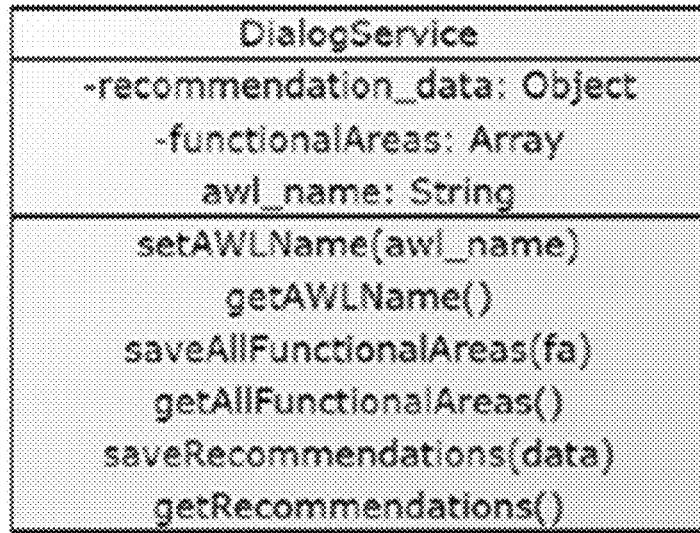 DialogService
-recommendation_data: Object
-functionalAreas: Array
awl_name: String
setAWLName(awl_name)
getAWLName()
saveAllFunctionalAreas(fa)
getAllFunctionalAreas()
saveRecommendations(data)
getRecommendations()